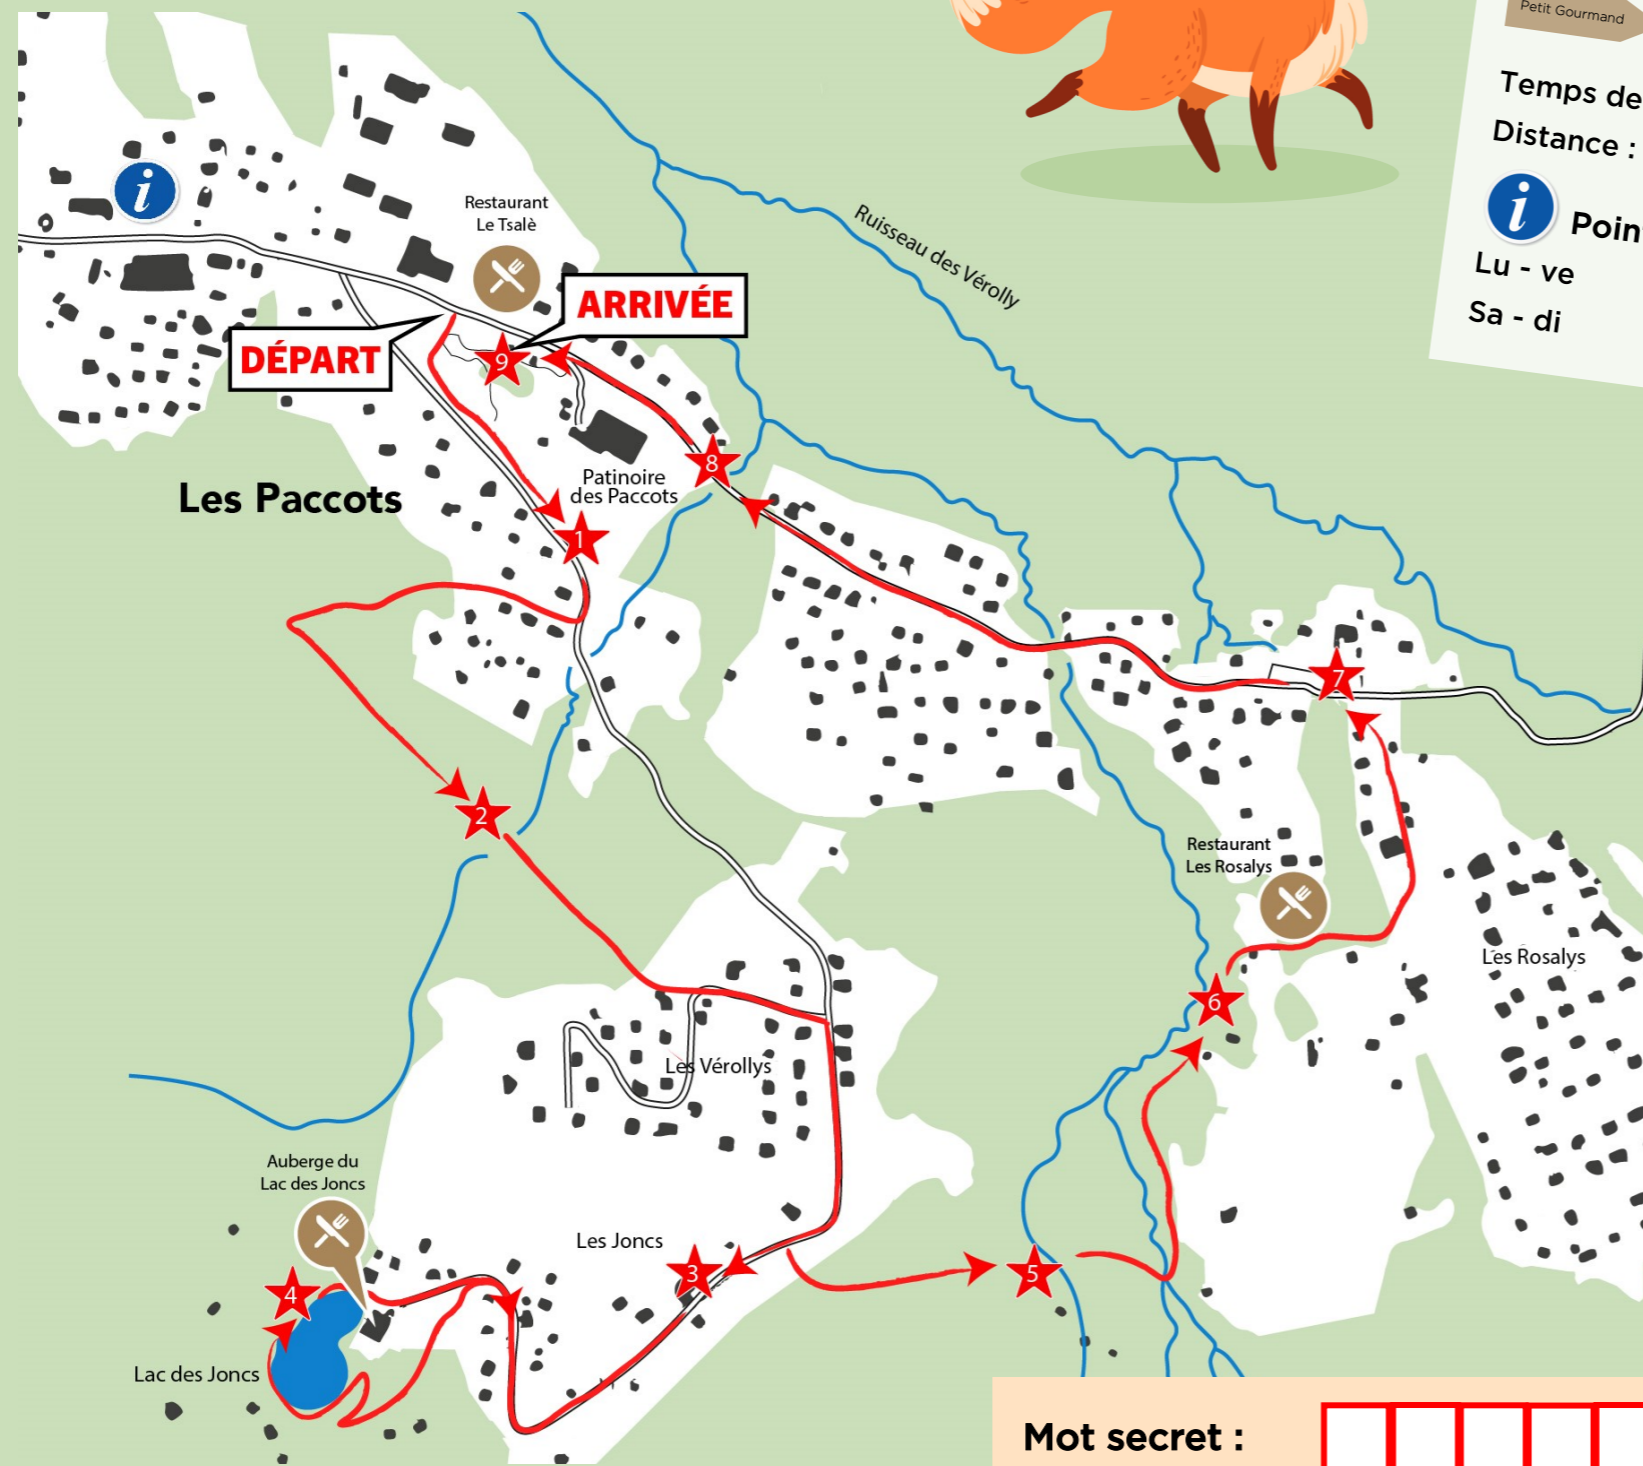 Petit Gourmand
Temps de
Distance :
i
Poin
Lu - ve
Sa - di
i
Restaurant
Le Tsalè
Ruisseau des Vérolly
ARRIVÉE
DÉPART
9
8
Patinoire
des Paccots
Les Paccots
1
7
2
Restaurant
Les Rosalys
Les Rosalys
6
Les Vérollys
Auberge du
Lac des Joncs
Les Joncs
3
5
4
Lac des Joncs
Mot secret :